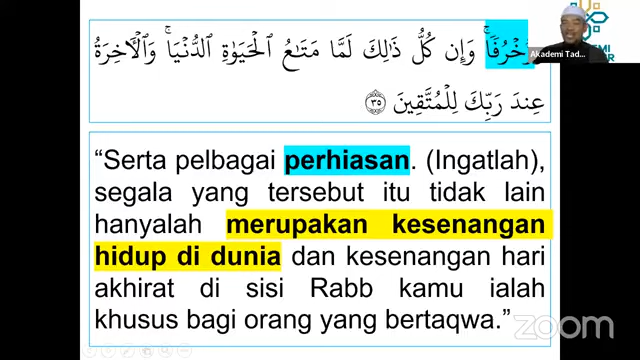 وَزُخْرُفًا ۚ وَإِن كُلُّ ذَٰلِكَ لَمَّا مَتَـٰعُ ٱلْحَيَوٰةِ ٱلدُّنْيَا ۚ وَٱلْـَٔاخِرَةُ
عِندَ رَبِّكَ لِلْمُتَّقِينَ ٣٥
Akademi Tad...
“Serta pelbagai perhiasan. (Ingatlah),
segala yang tersebut itu tidak lain
hanyalah merupakan kesenangan
hidup di dunia dan kesenangan hari
akhirat di sisi Rabb kamu ialah
khusus bagi orang yang bertaqwa.”
zoom